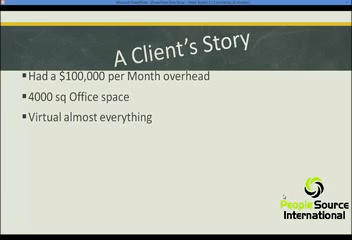 A Client's Story
Had a $100,000 per Month overhead
4000 sq Office space
Virtual almost everything
People Source
International